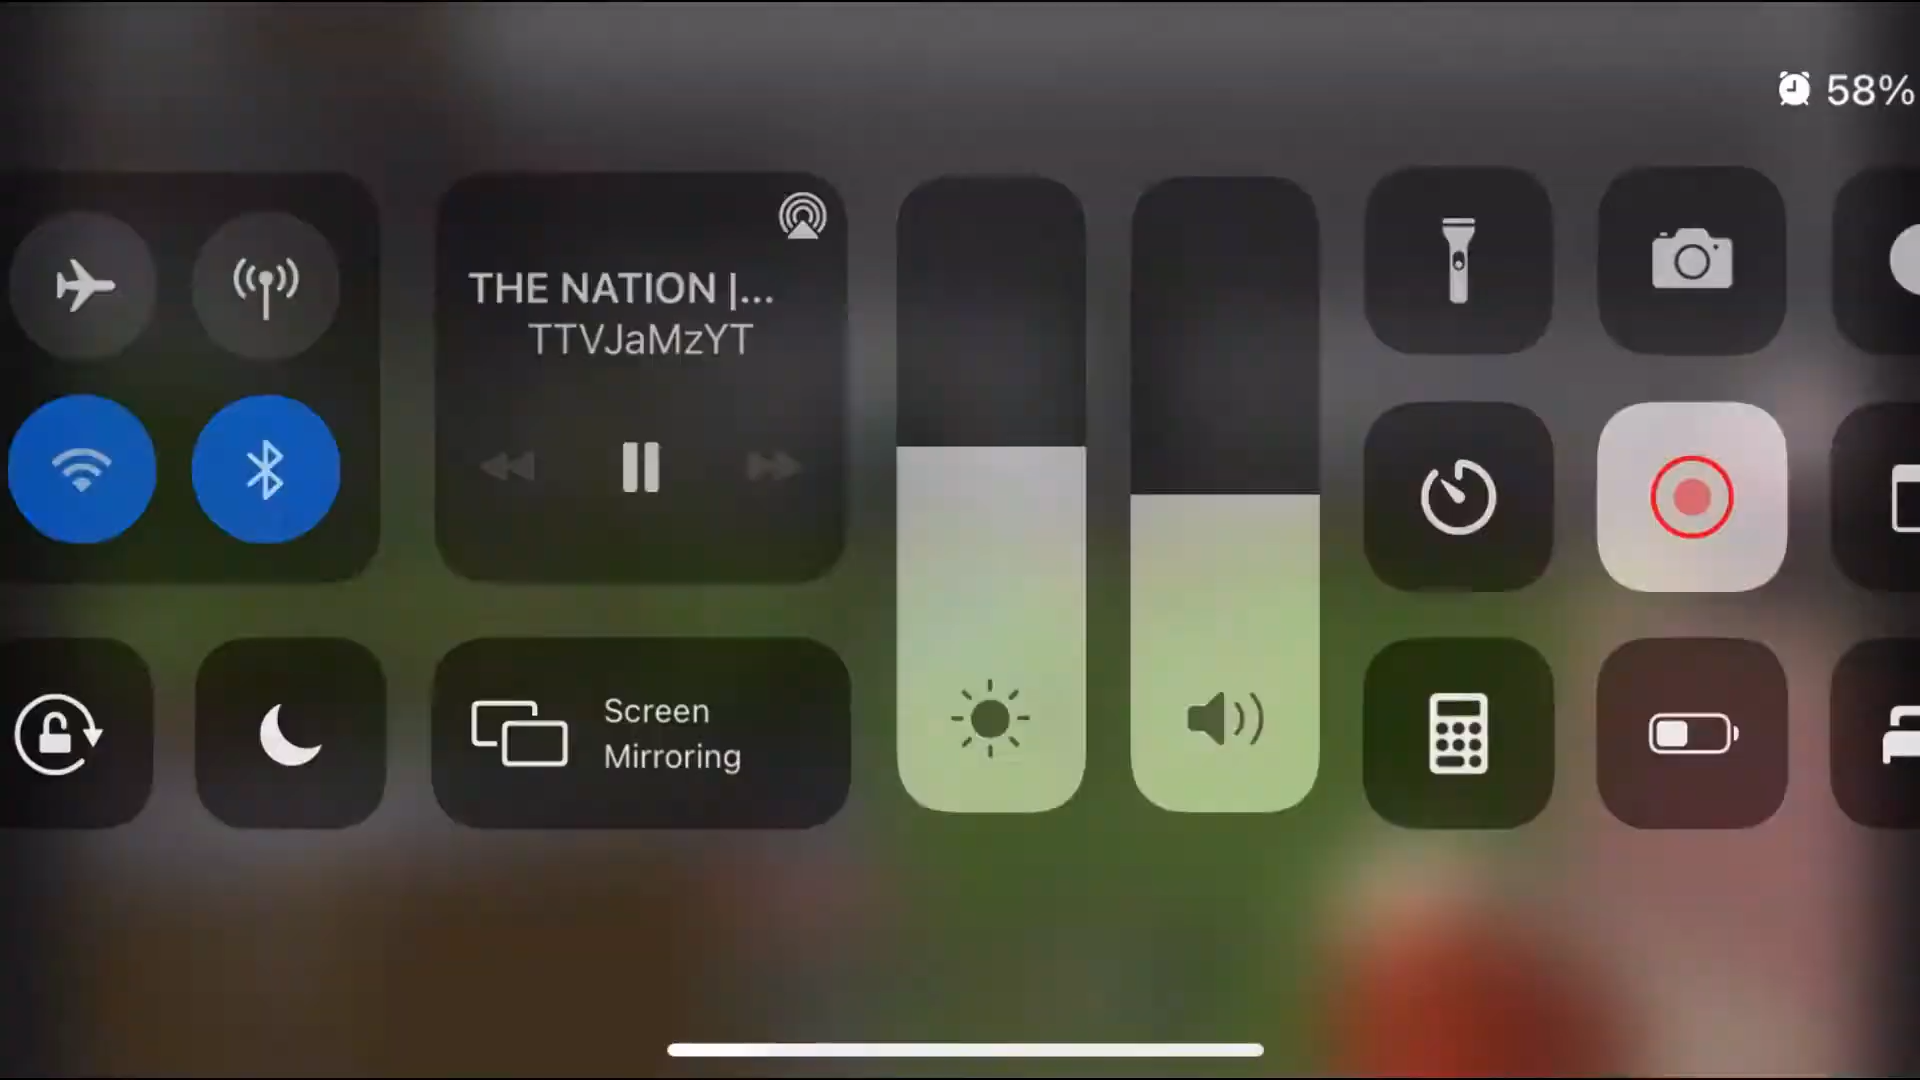 58%
THE NATION |...
TTVJaMzYT
Screen
Mirroring